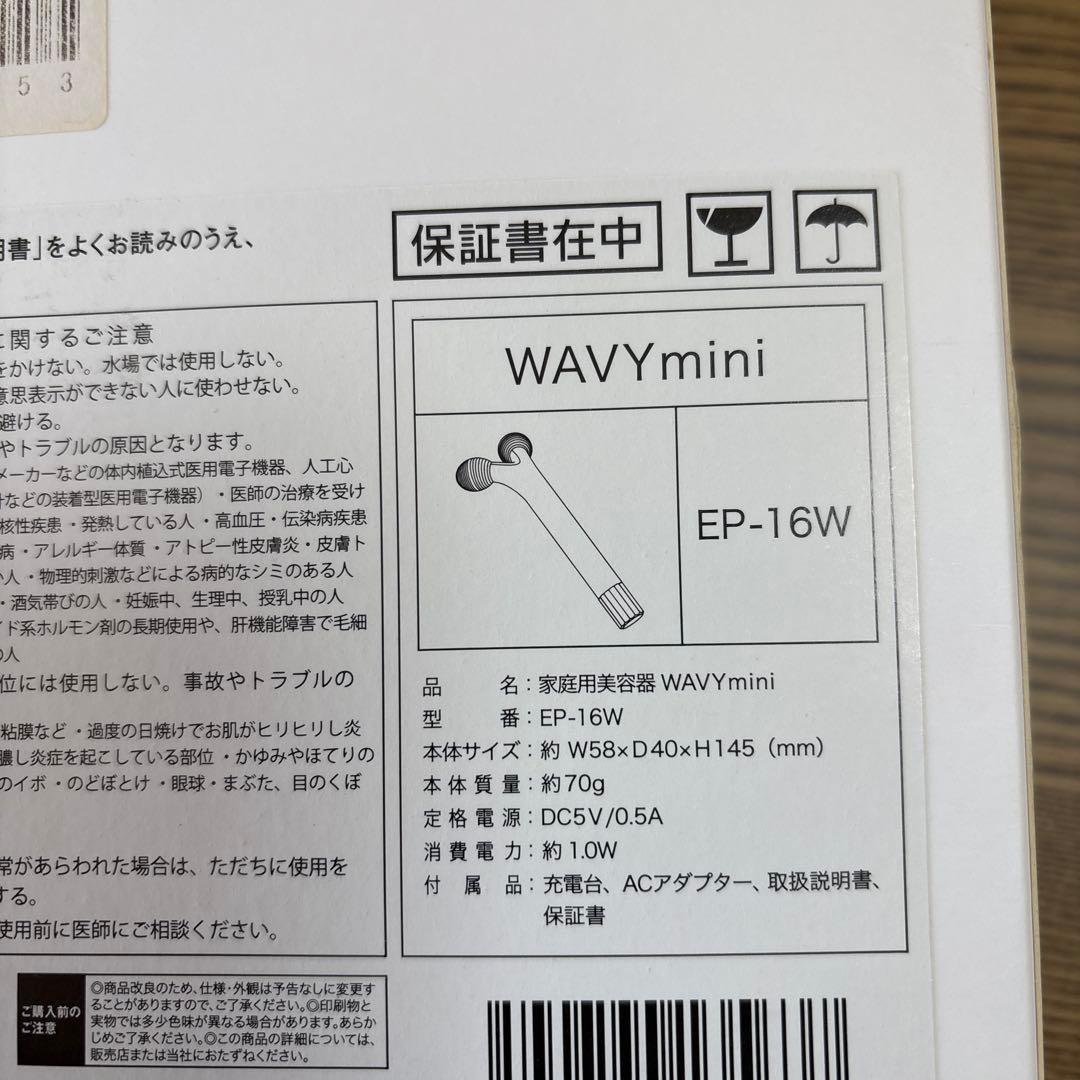 5 3
明書」をよくお読みのうえ、
保証書在中
に関するご注意
をかけない。水場では使用しない。
意思表示ができない人に使わせない。
避ける。
やトラブルの原因となります。
メーカーなどの体内植込式医用電子機器、人工心
計などの装着型医用電子機器)・医師の治療を受け
核性疾患・発熱している人・高血圧・伝染病疾患
病・アレルギー体質・アトピー性皮膚炎・皮膚ト
い人・物理的刺激などによる病的なシミのある人
・酒気帯びの人・妊娠中、生理中、授乳中の人
イド系ホルモン剤の長期使用や、肝機能障害で毛細
の人
位には使用しない。事故やトラブルの
粘膜など・過度の日焼けでお肌がヒリヒリし炎
膿し炎症を起こしている部位・かゆみやほてりの
のイボ・のどぼとけ・眼球・まぶた、目のくぼ
常があらわれた場合は、ただちに使用を
する。
使用前に医師にご相談ください。
WAVYmini
EP-16W
品名:家庭用美容器 WAVYmini
型番:EP-16W
本体サイズ:約 W58×D40×H145(mm)
本体質量:約70g
定格電源:DC5V/0.5A
消費電力:約1.0W
付属品:充電台、ACアダプター、取扱説明書、
保証書
ご購入前の
ご注意
◎商品改良のため、仕様・外観は予告なしに変更す
ることがありますので、ご了承ください。◎印刷物と
実物では多少色味が異なる場合があります。あらか
じめご了承ください。◎この商品の詳細については、
販売店または当社におたずねください。